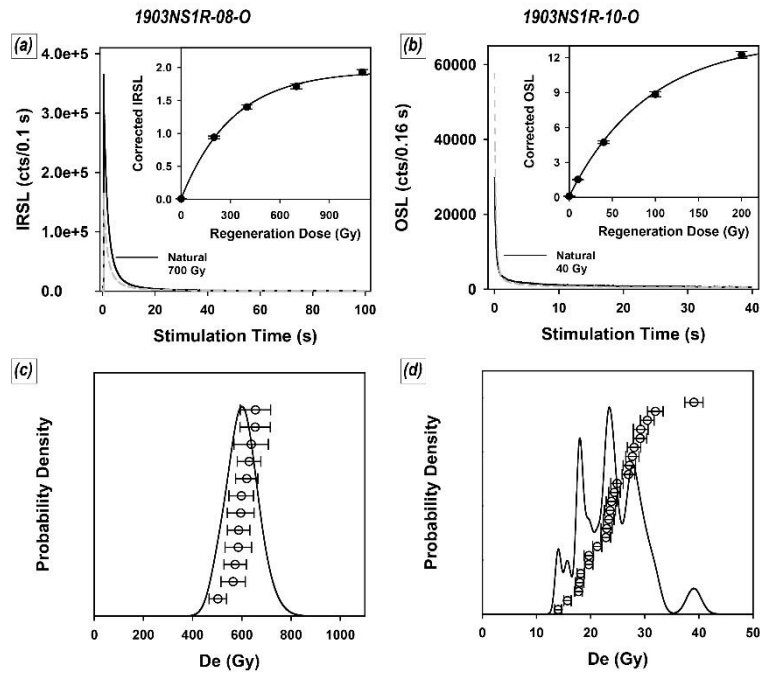 1903NS1R-08-O
1903NS1R-10-O
(a)
IRSL (cts/0.1 s)
4.0e+5
3.0e+5
2.0e+5
1.0e+5
0.0
Corrected IRSL
2.0
1.5
1.0
0.5
0.0
0 300 600 900
Regeneration Dose (Gy)
Natural
700 Gy
0 20 40 60 80 100
Stimulation Time (s)
(b)
OSL (cts/0.16 s)
60000
40000
20000
0
Corrected OSL
12
9
6
3
0
0 50 100 150 200
Regeneration Dose (Gy)
Natural
40 Gy
0 10 20 30 40
Stimulation Time (s)
(c)
Probability Density
0 200 400 600 800 1000
De (Gy)
(d)
Probability Density
0 10 20 30 40 50
De (Gy)